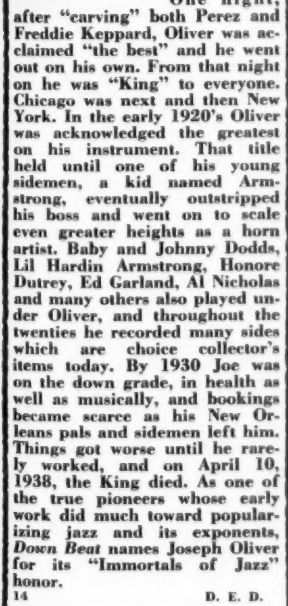 One night,
after "carving" both Perez and
Freddie Keppard, Oliver was ac-
claimed "the best" and he went
out on his own. From that night
on he was "King" to everyone.
Chicago was next and then New
York. In the early 1920's Oliver
was acknowledged the greatest
on his instrument. That title
held until one of his young
sidemen, a kid named Arm-
strong, eventually outstripped
his boss and went on to scale
even greater heights as a horn
artist. Baby and Johnny Dodds,
Lil Hardin Armstrong, Honore
Dutrey, Ed Garland, Al Nicholas
and many others also played un-
der Oliver, and throughout the
twenties he recorded many sides
which are choice collector's
items today. By 1930 Joe was
on the down grade, in health as
well as musically, and bookings
became scarce as his New Or-
leans pals and sidemen left him.
Things got worse until he rare-
ly worked, and on April 10,
1938, the King died. As one of
the true pioneers whose early
work did much toward popular-
izing jazz and its exponents,
Down Beat names Joseph Oliver
for its "Immortals of Jazz"
honor.
14 D. E. D.